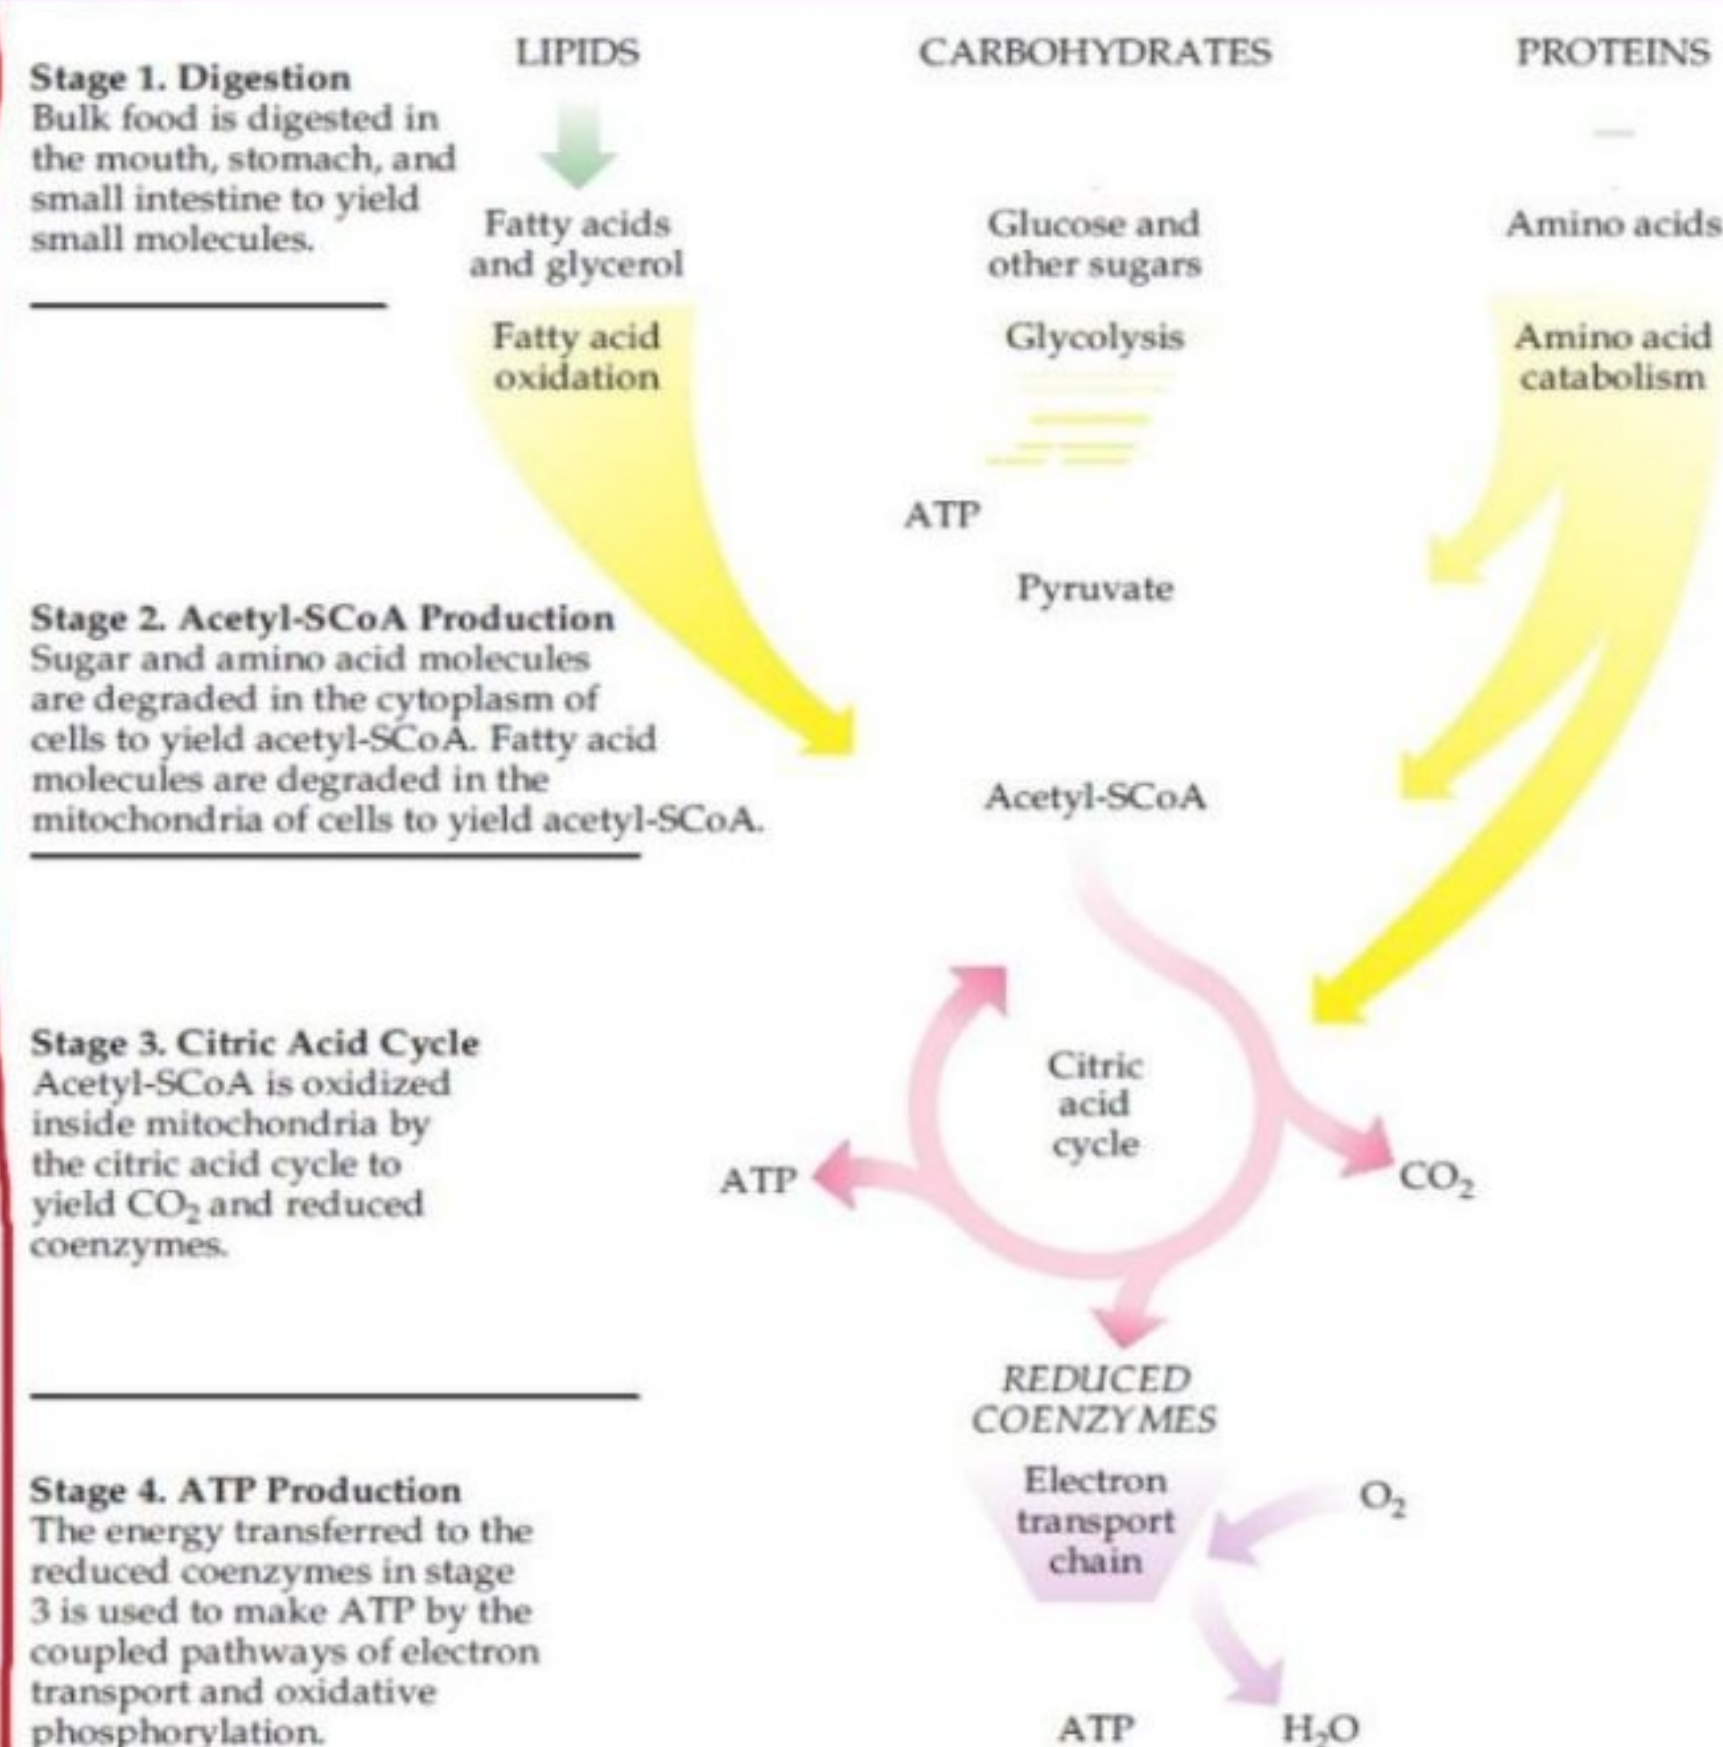 LIPIDS
CARBOHYDRATES
PROTEINS
Stage 1. Digestion
Bulk food is digested in
the mouth, stomach, and
small intestine to yield
small molecules.
Fatty acids
and glycerol
Glucose and
other sugars
Amino acids
Fatty acid
oxidation
Glycolysis
Amino acid
catabolism
ATP
Pyruvate
Stage 2. Acetyl-SCoA Production
Sugar and amino acid molecules
are degraded in the cytoplasm of
cells to yield acetyl-SCoA. Fatty acid
molecules are degraded in the
mitochondria of cells to yield acetyl-SCoA.
Acetyl-SCoA
Stage 3. Citric Acid Cycle
Acetyl-SCoA is oxidized
inside mitochondria by
the citric acid cycle to
yield CO₂ and reduced
coenzymes.
Citric
acid
cycle
ATP
CO₂
REDUCED
COENZYMES
Stage 4. ATP Production
The energy transferred to the
reduced coenzymes in stage
3 is used to make ATP by the
coupled pathways of electron
transport and oxidative
phosphorylation.
Electron
transport
chain
O₂
ATP
H₂O